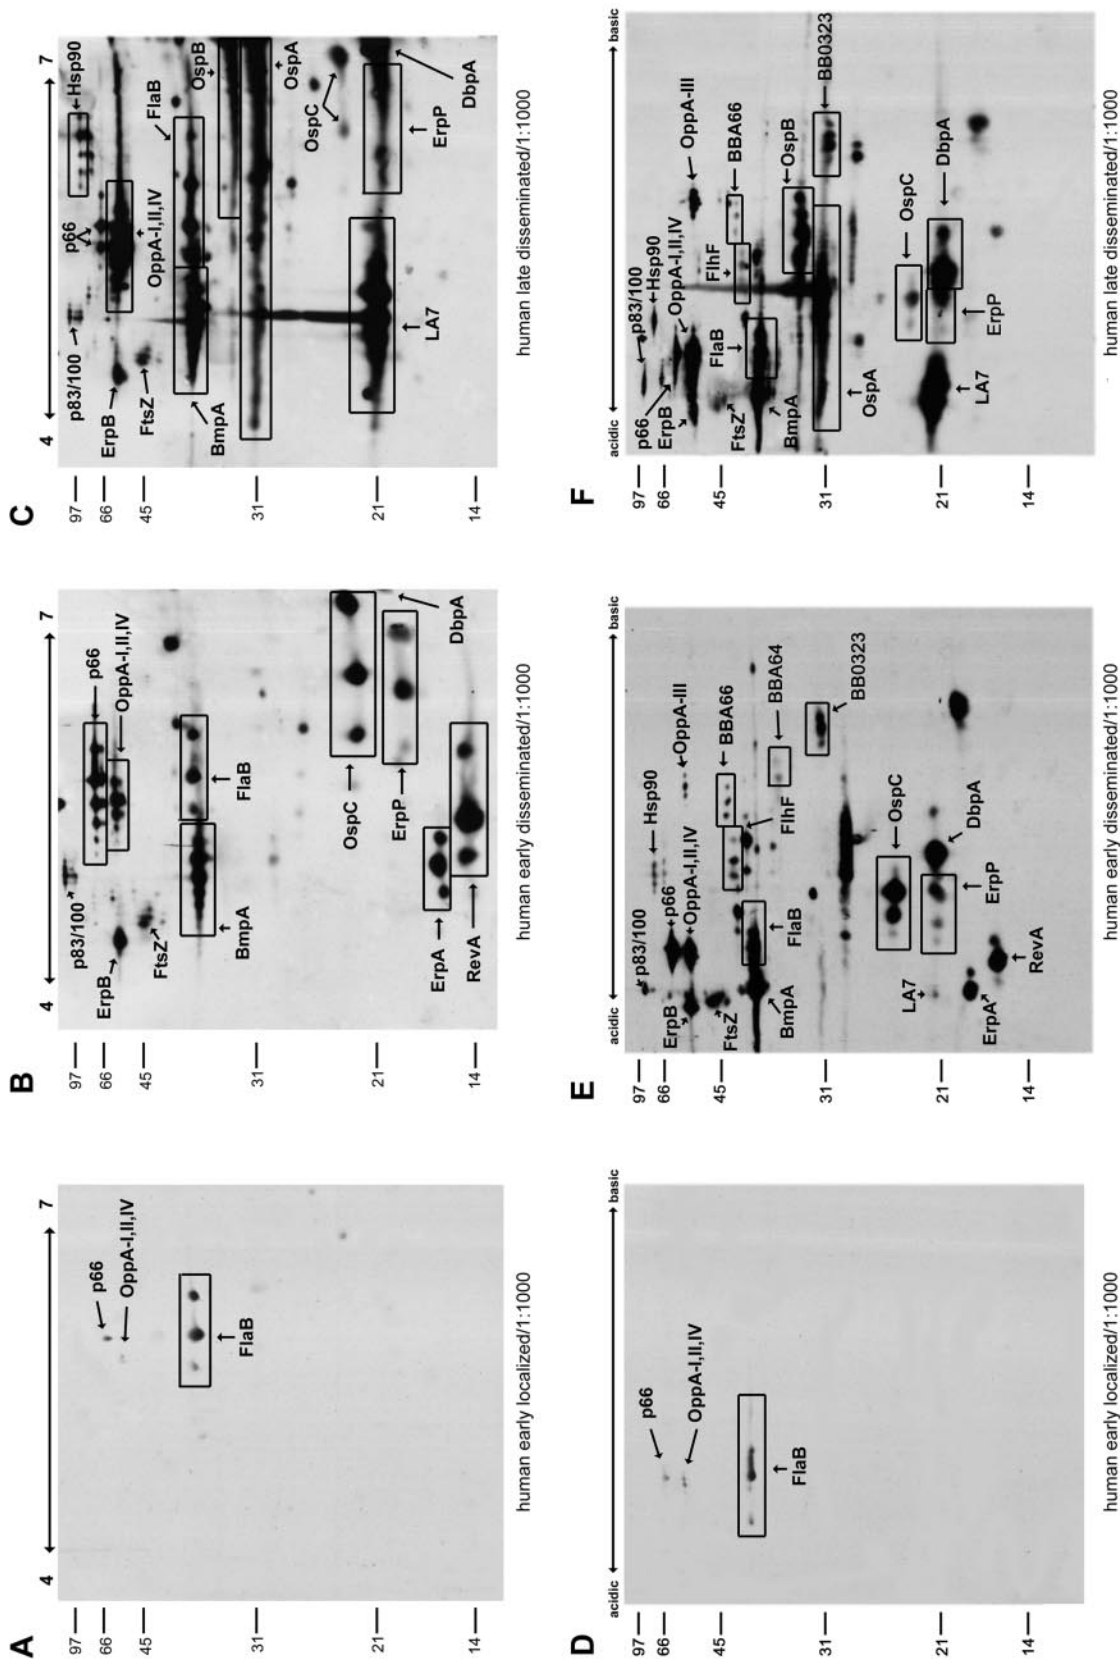 A
4
7
97
66
45
31
21
14
p66
OppA-I,II,IV
FlaB
human early localized/1:1000
B
4
7
97
66
45
31
21
14
p83/100
ErpB
FtsZ
BmpA
p66
OppA-I,II,IV
FlaB
OspC
ErpP
DbpA
ErpA
RevA
human early disseminated/1:1000
C
4
7
97
66
45
31
21
14
p83/100
p66
Hsp90
ErpB
FtsZ
OppA-I,II,IV
FlaB
BmpA
OspB
OspA
OspC
DbpA
ErpP
LA7
human late disseminated/1:1000
D
acidic
basic
97
66
45
31
21
14
p66
OppA-I,II,IV
FlaB
human early localized/1:1000
E
acidic
basic
97
66
45
31
21
14
p83/100
Hsp90
p66
OppA-I,II,IV
OppA-III
ErpB
FtsZ
BmpA
FlaB
FlhF
BBA66
BBA64
BB0323
OspC
DbpA
ErpP
LA7
ErpA
RevA
human early disseminated/1:1000
F
acidic
basic
97
66
45
31
21
14
p83/100
Hsp90
p66
OppA-I,II,IV
OppA-III
ErpB
FtsZ
BmpA
FlaB
FlhF
BBA66
OspB
BB0323
OspA
OspC
DbpA
ErpP
LA7
human late disseminated/1:1000